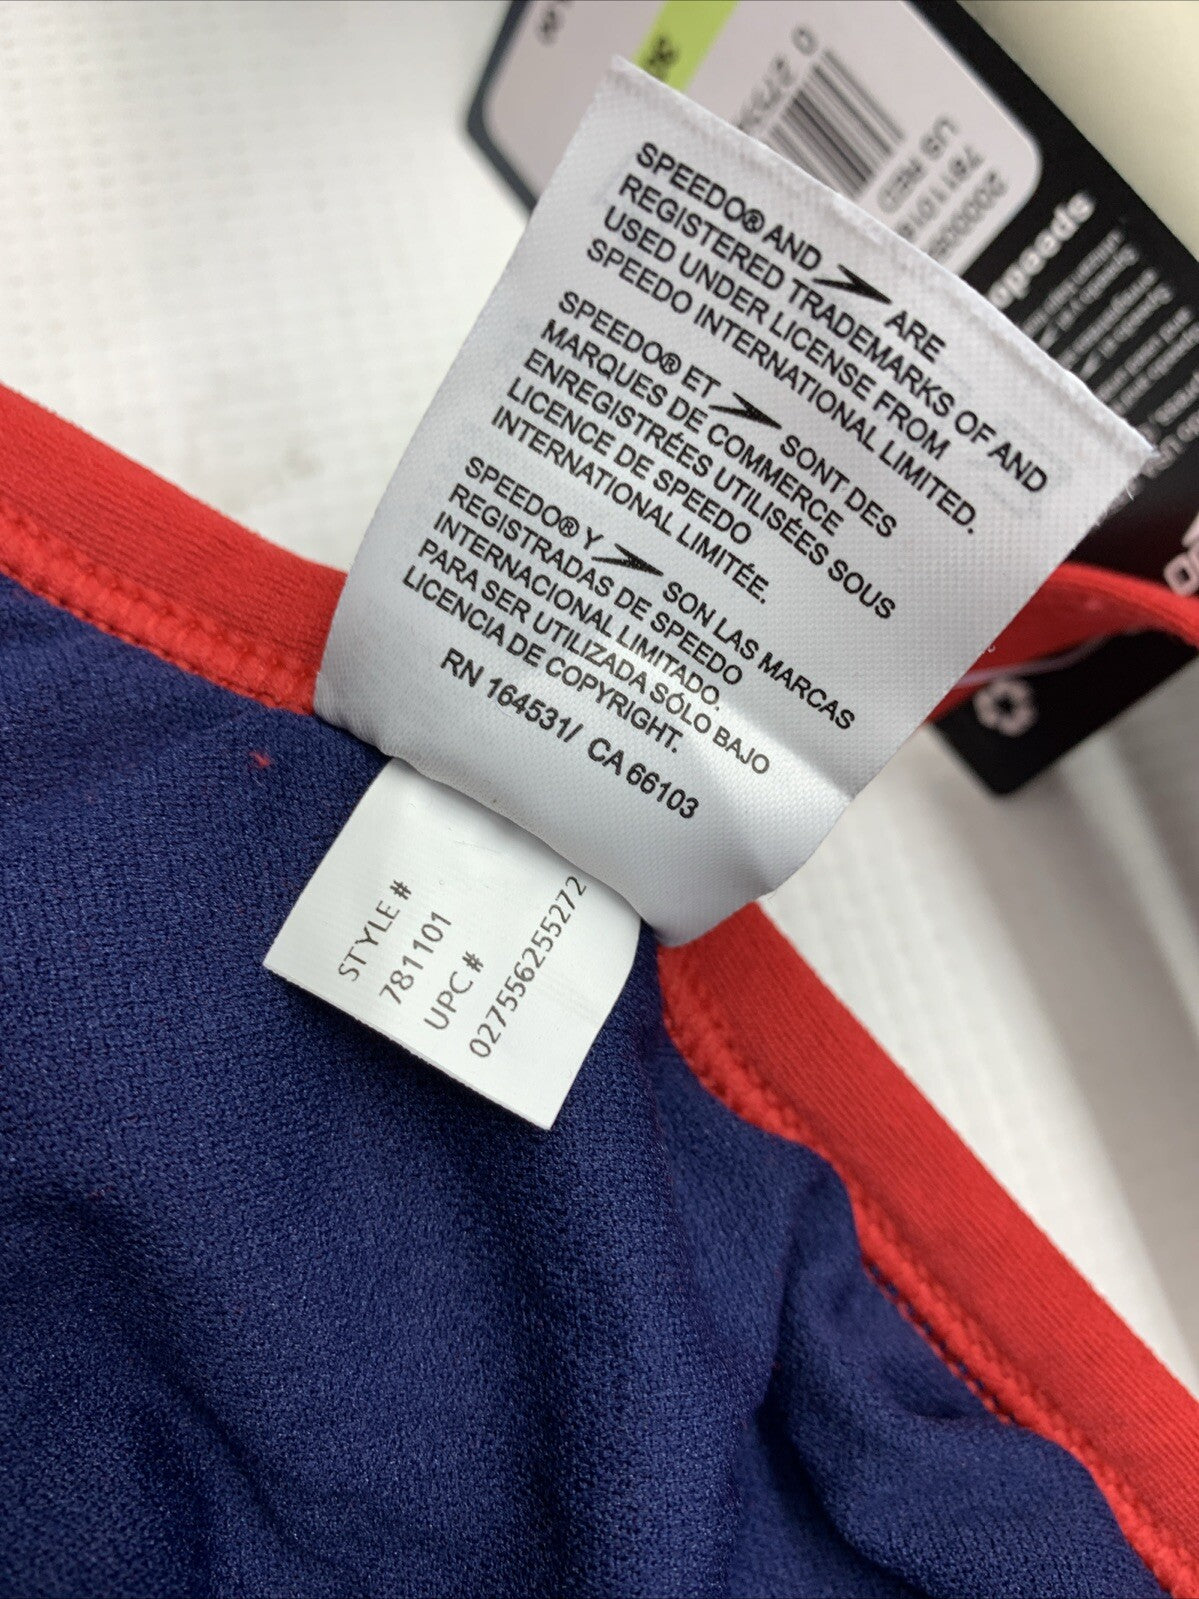 SPEEDO® AND ARE
REGISTERED TRADEMARKS OF AND
USED UNDER LICENSE FROM
SPEEDO INTERNATIONAL LIMITED.
SPEEDO® ET SONT DES
MARQUES DE COMMERCE
ENREGISTRÉES UTILISÉES SOUS
LICENCE DE SPEEDO
INTERNATIONAL LIMITÉE.
SPEEDO® Y SON LAS MARCAS
REGISTRADAS DE SPEEDO
INTERNACIONAL LIMITADO.
PARA SER UTILIZADA SÓLO BAJO
LICENCIA DE COPYRIGHT.
RN 164531/ CA 66103
STYLE #
781101
UPC #
027556255272
US RED